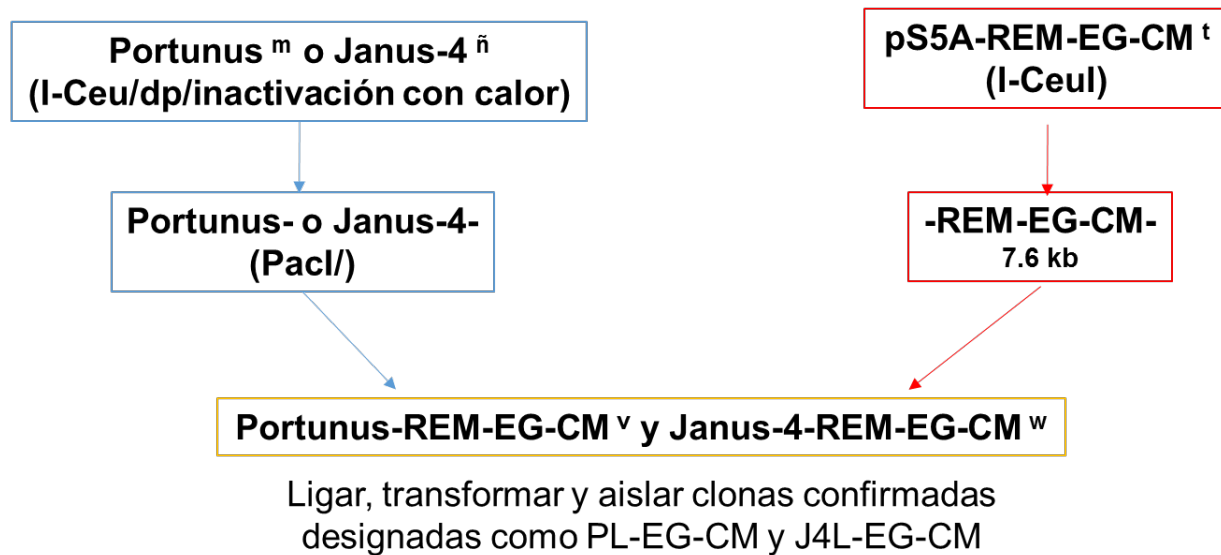 Portunus ᵐ o Janus-4 ñ
(I-Ceu/dp/inactivación con calor)
pS5A-REM-EG-CM ᵗ
(I-CeuI)
Portunus- o Janus-4-
(PacI/)
-REM-EG-CM-
7.6 kb
Portunus-REM-EG-CM ᵛ y Janus-4-REM-EG-CM ʷ
Ligar, transformar y aislar clonas confirmadas
designadas como PL-EG-CM y J4L-EG-CM